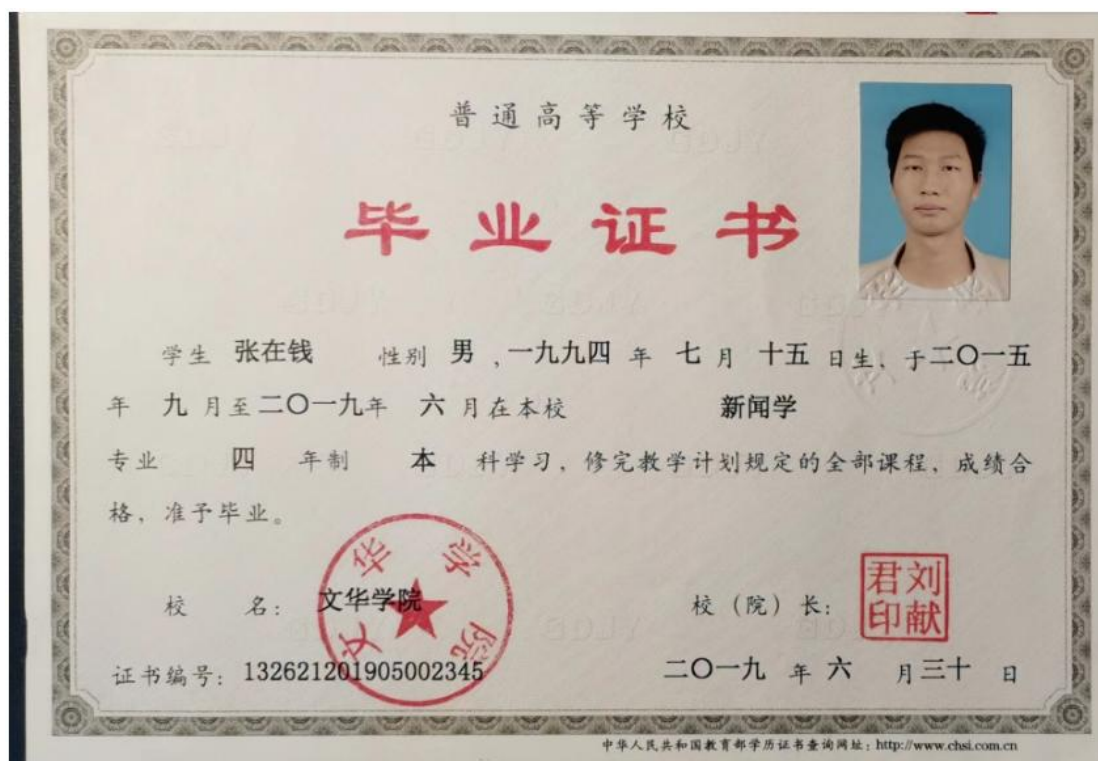 普通高等学校
毕业证书
学生 张在钱 性别 男 ，一九九四 年 七 月 十五 日生，于二〇一五
年 九 月至二〇一九年 六 月在本校 新闻学
专业 四 年制 本 科学习，修完教学计划规定的全部课程，成绩合
格，准予毕业。
校 名： 文华学院
文华学院
校（院）长：
刘献君印
证书编号：132621201905002345
二〇一九 年 六 月 三十 日
中华人民共和国教育部学历证书查询网址：http://www.chsi.com.cn